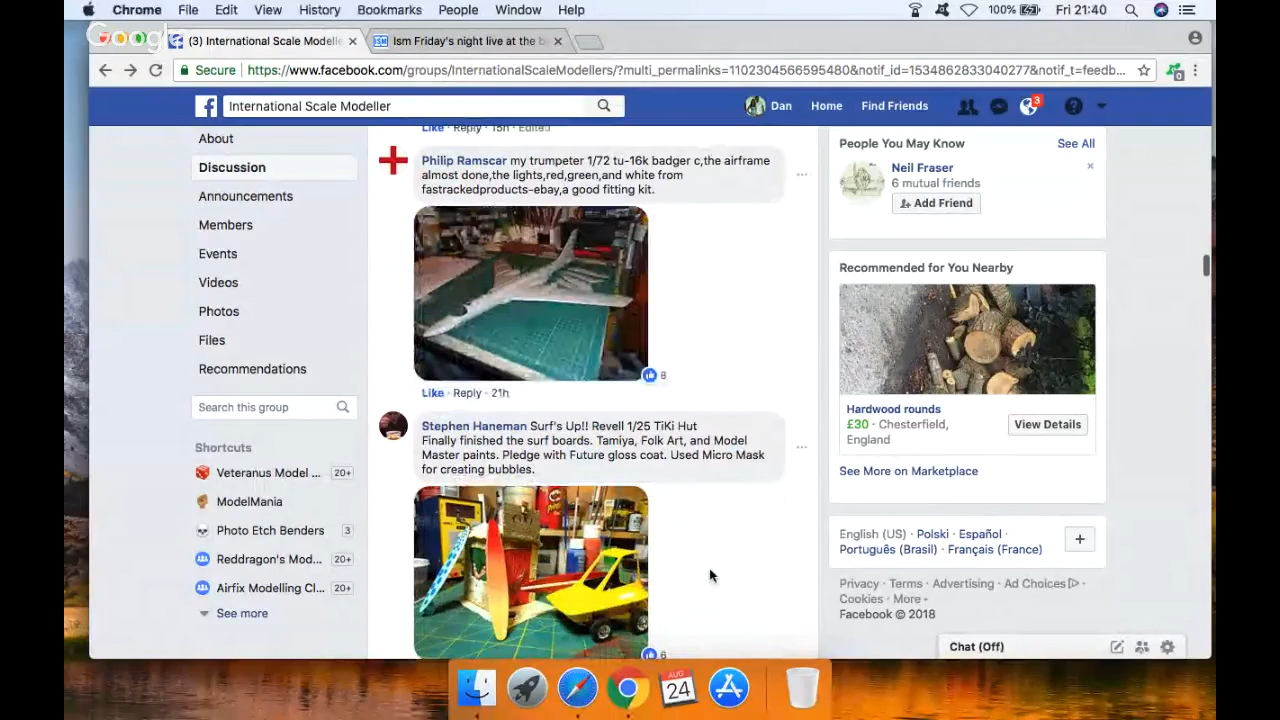 Chrome File Edit View History Bookmarks People Window Help 100% Fri 21:40
Google
(3) International Scale Modelle
Ism Friday's night live at the b
Secure https://www.facebook.com/groups/InternationalScaleModellers/?multi_permalinks=1102304566595480&notif_id=1534862833040277&notif_t=feedb...
International Scale Modeller
Dan Home Find Friends 3
About
Discussion
Announcements
Members
Events
Videos
Photos
Files
Recommendations
Search this group
Shortcuts
Veteranus Model ... 20+
ModelMania
Photo Etch Benders 3
Reddragon's Mod... 20+
Airfix Modelling Cl... 20+
See more
Like · Reply · 15h · Edited
Philip Ramscar my trumpeter 1/72 tu-16k badger c,the airframe
almost done,the lights,red,green,and white from
fastrackedproducts-ebay,a good fitting kit.
8
Like · Reply · 21h
Stephen Haneman Surf's Up!! Revell 1/25 TiKi Hut
Finally finished the surf boards. Tamiya, Folk Art, and Model
Master paints. Pledge with Future gloss coat. Used Micro Mask
for creating bubbles.
6
People You May Know See All
Neil Fraser
6 mutual friends
Add Friend
Recommended for You Nearby
Hardwood rounds
£30 · Chesterfield,
England
View Details
See More on Marketplace
English (US) · Polski · Español ·
Português (Brasil) · Français (France)
Privacy · Terms · Advertising · Ad Choices ·
Cookies · More
Facebook © 2018
Chat (Off)
AUG
24